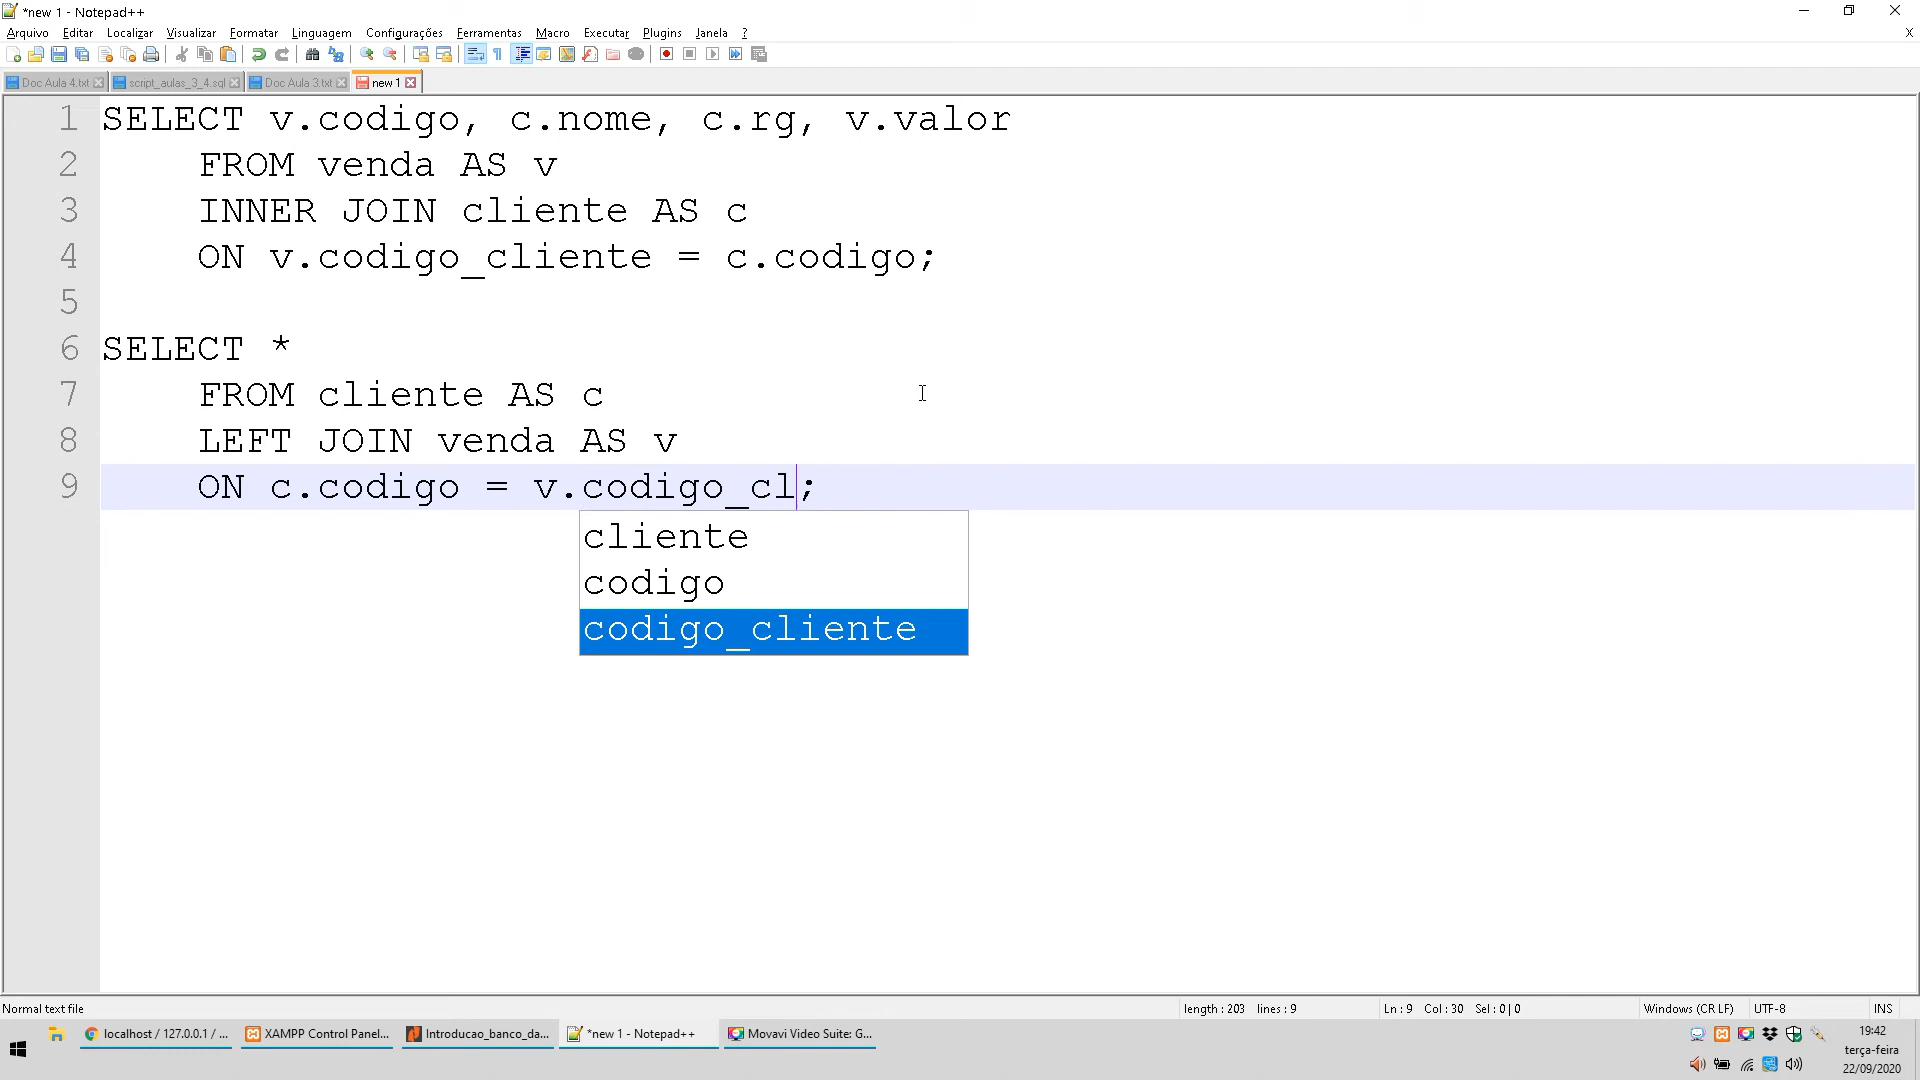 *new 1 - Notepad++
Arquivo Editar Localizar Visualizar Formatar Linguagem Configurações Ferramentas Macro Executar Plugins Janela ? X
Doc Aula 4.txt script_aulas_3_4.sql Doc Aula 3.txt new 1
1 SELECT v.codigo, c.nome, c.rg, v.valor
2 FROM venda AS v
3 INNER JOIN cliente AS c
4 ON v.codigo_cliente = c.codigo;
5
6 SELECT *
7 FROM cliente AS c
8 LEFT JOIN venda AS v
9 ON c.codigo = v.codigo_cl;
cliente
codigo
codigo_cliente
Normal text file length : 203 lines : 9 Ln : 9 Col : 30 Sel : 0 | 0 Windows (CR LF) UTF-8 INS
localhost / 127.0.0.1 / ... XAMPP Control Panel... Introducao_banco_da... *new 1 - Notepad++ Movavi Video Suite: G...
19:42
terça-feira
22/09/2020